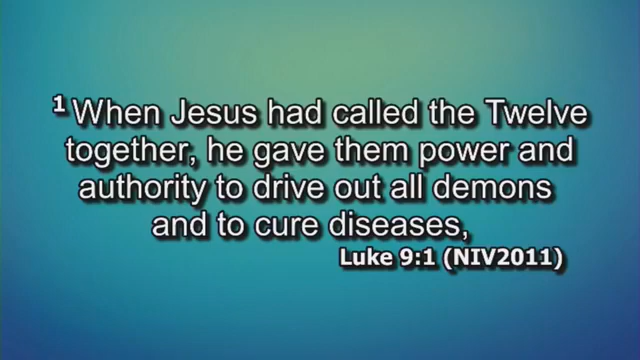 1 When Jesus had called the Twelve
together, he gave them power and
authority to drive out all demons
and to cure diseases,
Luke 9:1 (NIV2011)